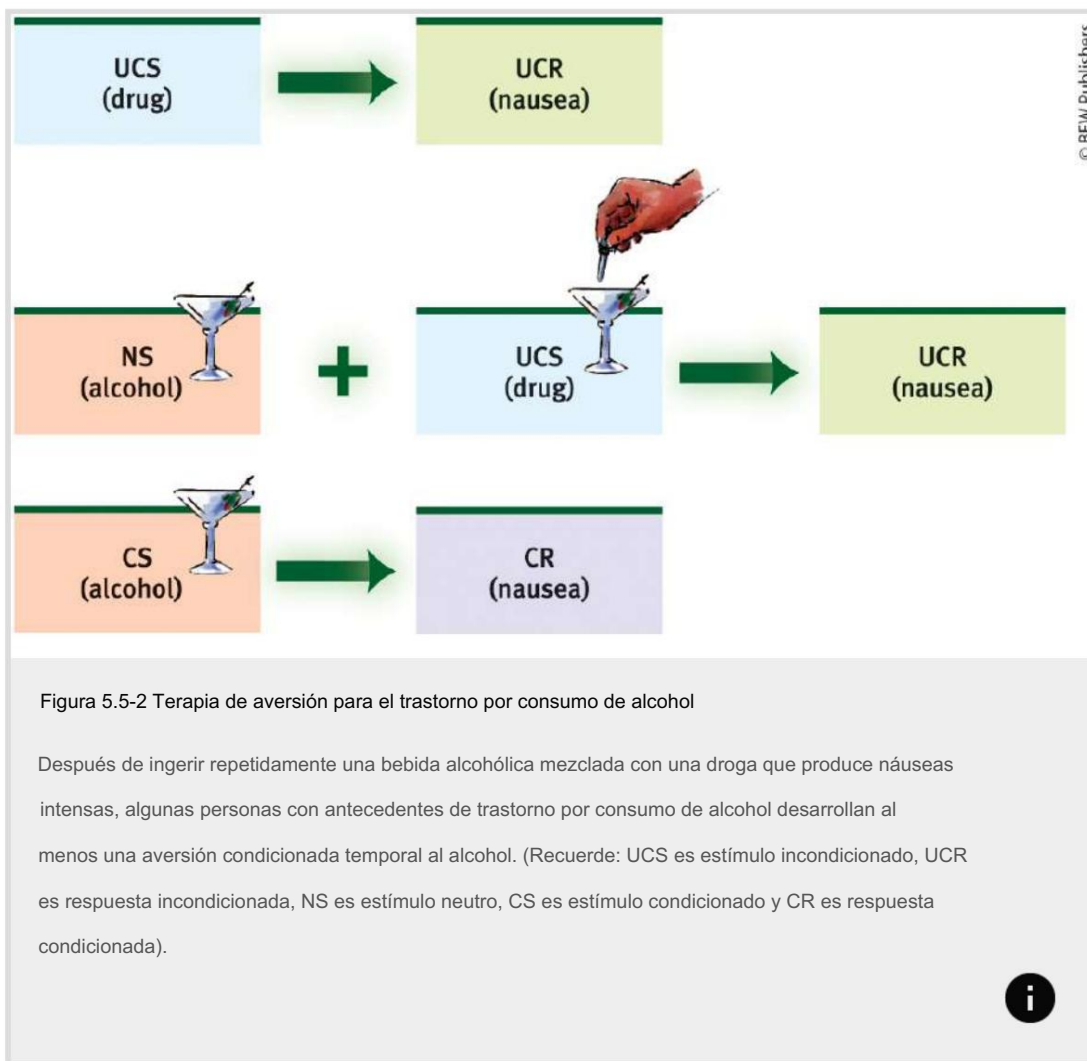 UCS
(drug)
UCR
(nausea)
© BFW Publishers
NS
(alcohol)
+
UCS
(drug)
UCR
(nausea)
CS
(alcohol)
CR
(nausea)
Figura 5.5-2 Terapia de aversión para el trastorno por consumo de alcohol
Después de ingerir repetidamente una bebida alcohólica mezclada con una droga que produce náuseas
intensas, algunas personas con antecedentes de trastorno por consumo de alcohol desarrollan al
menos una aversión condicionada temporal al alcohol. (Recuerde: UCS es estímulo incondicionado, UCR
es respuesta incondicionada, NS es estímulo neutro, CS es estímulo condicionado y CR es respuesta
condicionada).
i